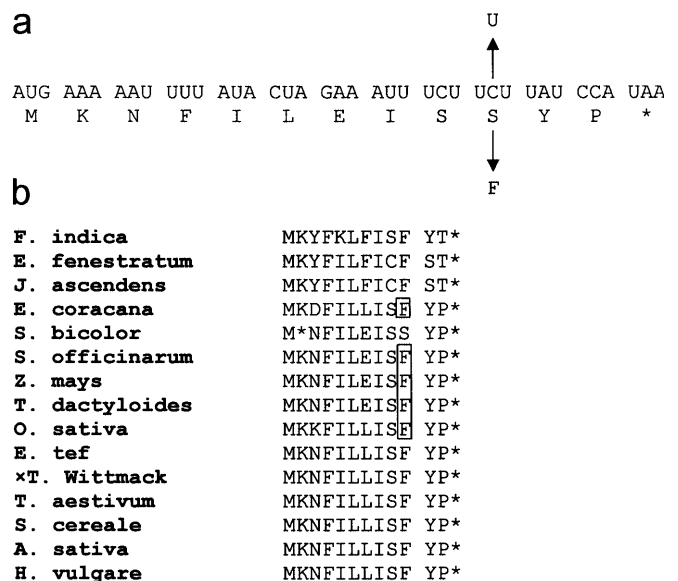 a
U
AUG AAA AAU UUU AUA CUA GAA AUU UCU UCU UAU CCA UAA
M K N F I L E I S S Y P *
F
b
F. indica MKYFKLFISF YT*
E. fenestratum MKYFILFICF ST*
J. ascendens MKYFILFICF ST*
E. coracana MKDFILLISF YP*
S. bicolor M*NFILEISS YP*
S. officinarum MKNFILEISF YP*
Z. mays MKNFILEISF YP*
T. dactyloides MKNFILEISF YP*
O. sativa MKKFILEISF YP*
E. tef MKNFILLISF YP*
×T. Wittmack MKNFILLISF YP*
T. aestivum MKNFILLISF YP*
S. cereale MKNFILLISF YP*
A. sativa MKNFILLISF YP*
H. vulgare MKNFILLISF YP*